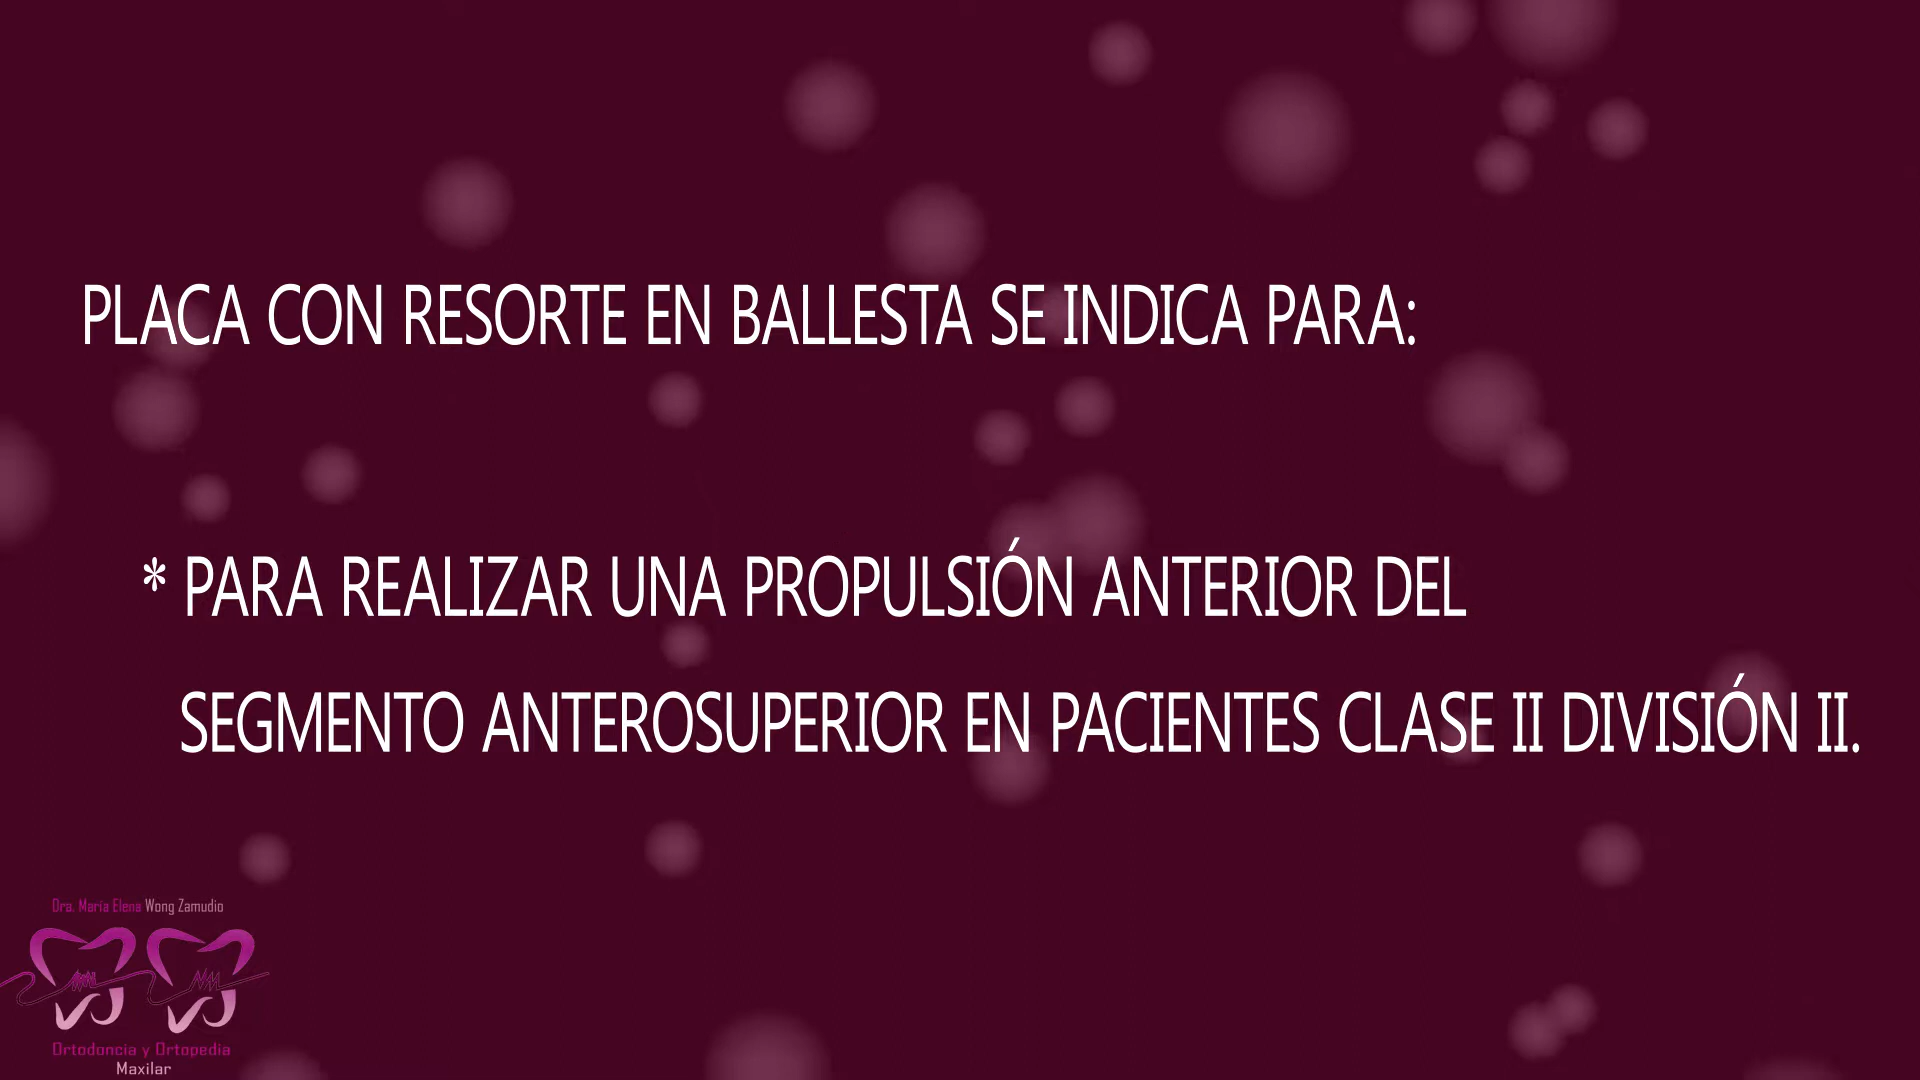 PLACA CON RESORTE EN BALLESTA SE INDICA PARA:
* PARA REALIZAR UNA PROPULSIÓN ANTERIOR DEL
SEGMENTO ANTEROSUPERIOR EN PACIENTES CLASE II DIVISIÓN II.
Dra. María Elena Wong Zamudio
Ortodoncia y Ortopedia
Maxilar